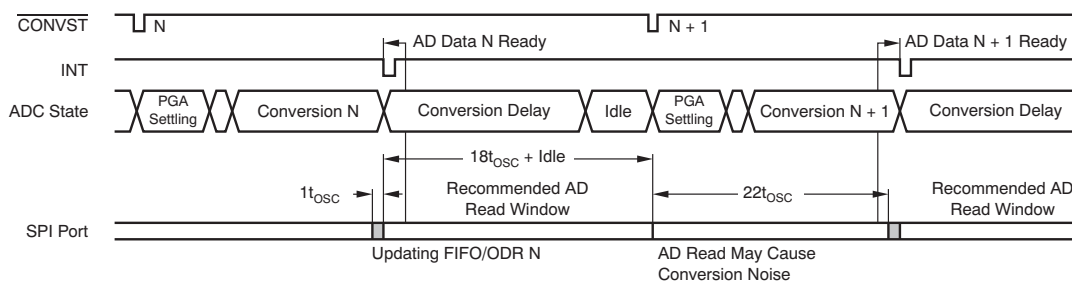 CONVST
N
N + 1
AD Data N Ready
AD Data N + 1 Ready
INT
ADC State
PGA
Settling
Conversion N
Conversion Delay
Idle
PGA
Settling
Conversion N + 1
Conversion Delay
18tOSC + Idle
1tOSC
Recommended AD
Read Window
22tOSC
Recommended AD
Read Window
SPI Port
Updating FIFO/ODR N
AD Read May Cause
Conversion Noise